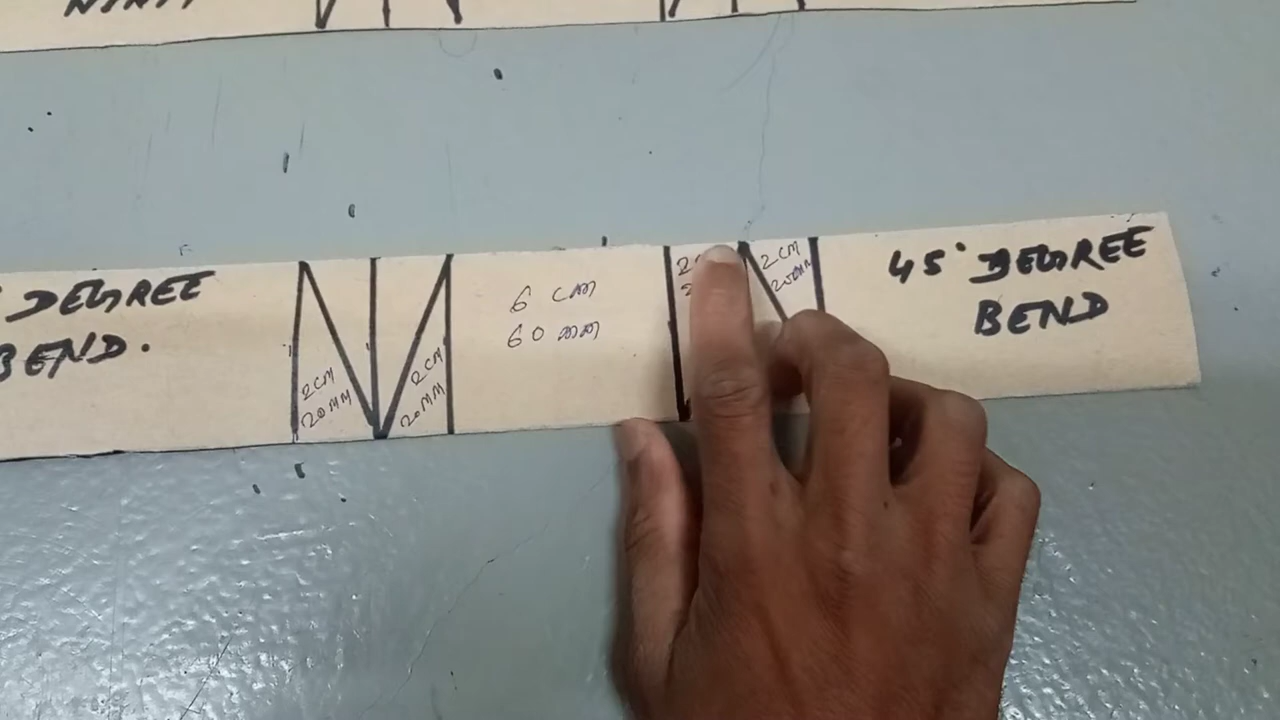 DEGREE
BEND.
2CM
20MM
2CM
20MM
6 CM
60 mm
2CM
20MM
45° DEGREE
BEND